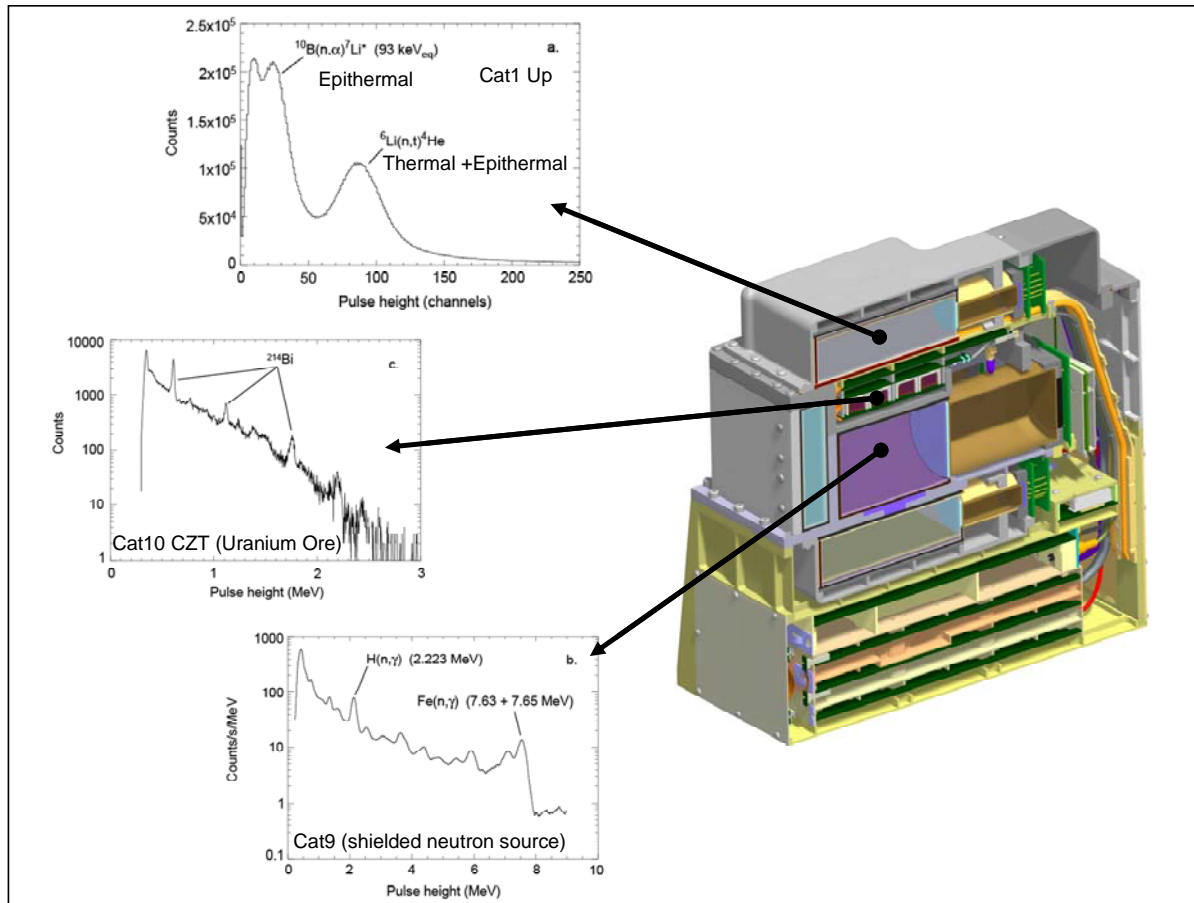 2.5x10⁵
2x10⁵
1.5x10⁵
1x10⁵
5x10⁴
0
Counts
¹⁰B(n,α)⁷Li* (93 keVeq)
a.
Epithermal
Cat1 Up
⁶Li(n,t)⁴He
Thermal +Epithermal
0 50 100 150 200 250
Pulse height (channels)
10000
1000
100
10
1
Counts
²¹⁴Bi
c.
Cat10 CZT (Uranium Ore)
0 1 2 3
Pulse height (MeV)
1000
100
10
1
0.1
Counts/s/MeV
H(n,γ) (2.223 MeV)
b.
Fe(n,γ) (7.63 + 7.65 MeV)
Cat9 (shielded neutron source)
0 2 4 6 8 10
Pulse height (MeV)